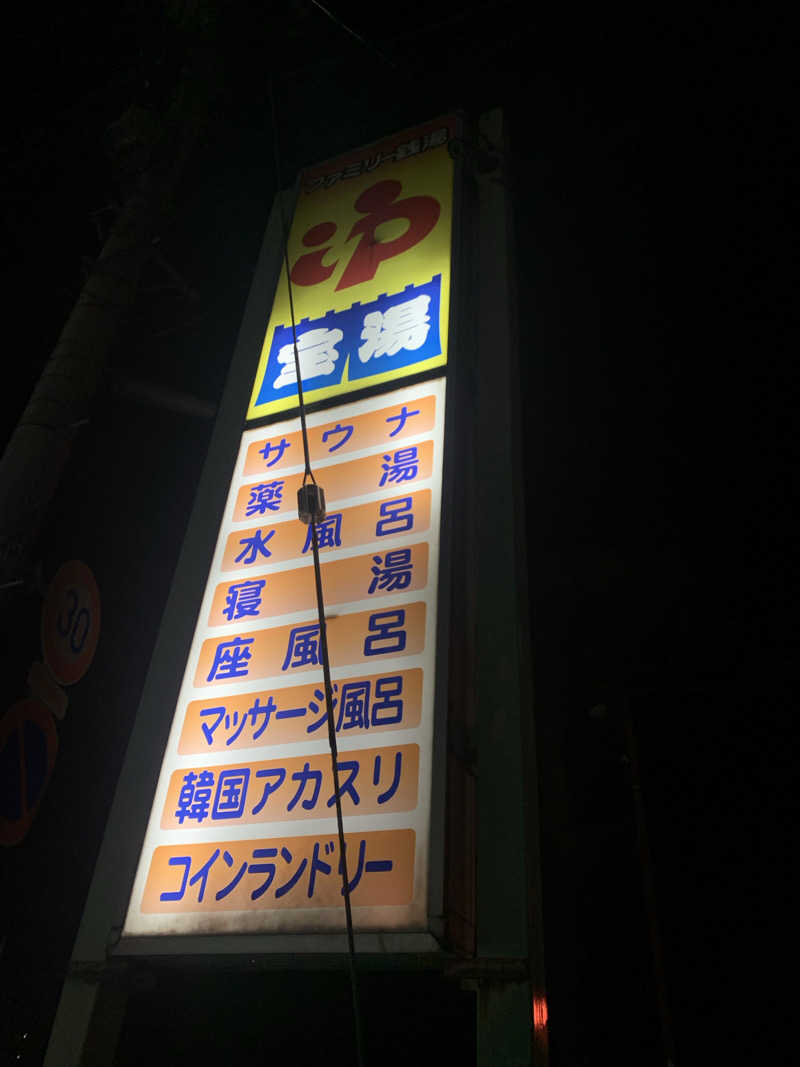 ファミリー銭湯
ゆ
宝湯
サウナ
薬湯
水風呂
寝湯
座風呂
マッサージ風呂
韓国アカスリ
コインランドリー
30